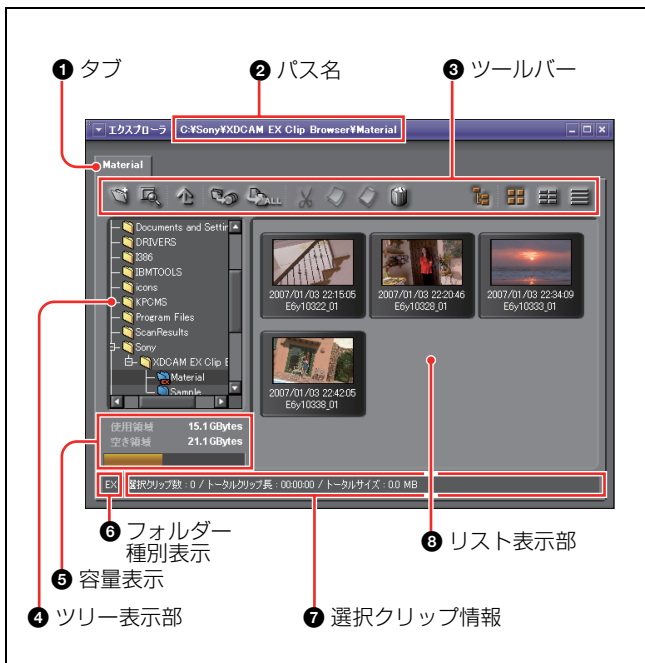 ❶ タブ
❷ パス名
❸ ツールバー
エクスプローラ C:¥Sony¥XDCAM EX Clip Browser¥Material
Material
ALL
Documents and Settir
DRIVERS
I386
IBMTOOLS
icons
KPCMS
Program Files
ScanResults
Sony
XDCAM EX Clip E
Material
Sample
2007/01/03 22:15:05
E6y10322_01
2007/01/03 22:20:46
E6y10328_01
2007/01/03 22:34:09
E6y10333_01
2007/01/03 22:42:05
E6y10338_01
使用領域 15.1 GBytes
空き領域 21.1 GBytes
EX 選択クリップ数 : 0 / トータルクリップ長 : 00:00:00 / トータルサイズ : 0.0 MB
❻ フォルダー
種別表示
❽ リスト表示部
❺ 容量表示
❹ ツリー表示部
❼ 選択クリップ情報